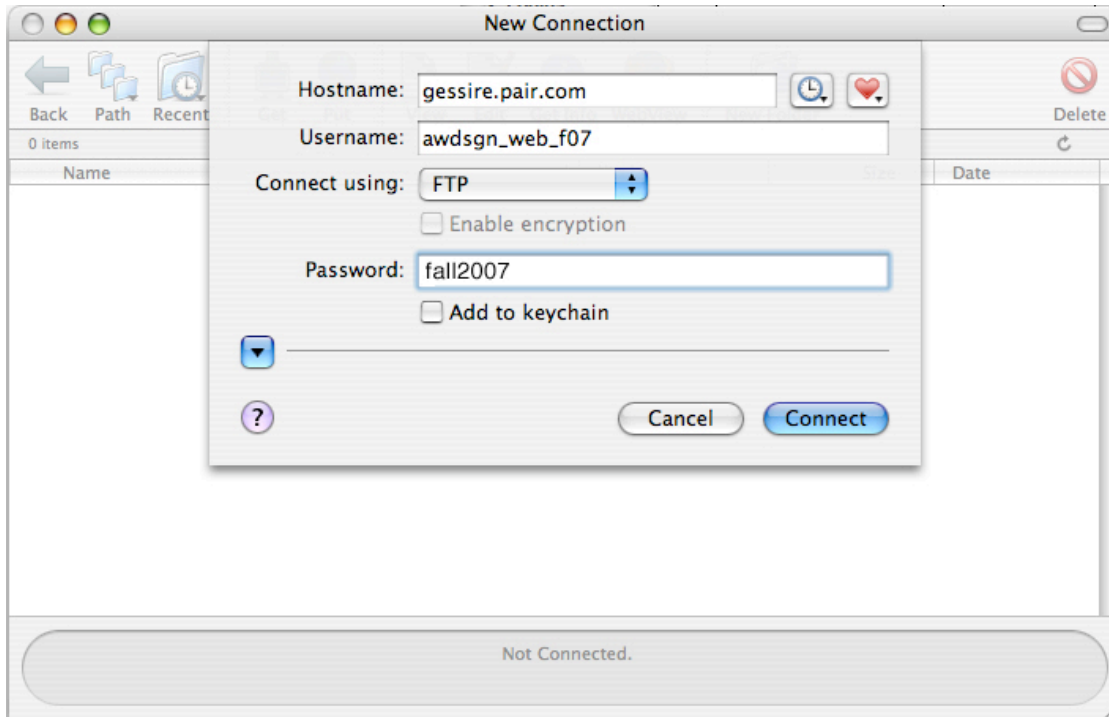 New Connection
Back
Path
Recent
Delete
0 items
Name
Size
Date
Hostname: gessire.pair.com
Username: awdsgn_web_f07
Connect using: FTP
Enable encryption
Password: fall2007
Add to keychain
?
Cancel
Connect
Not Connected.